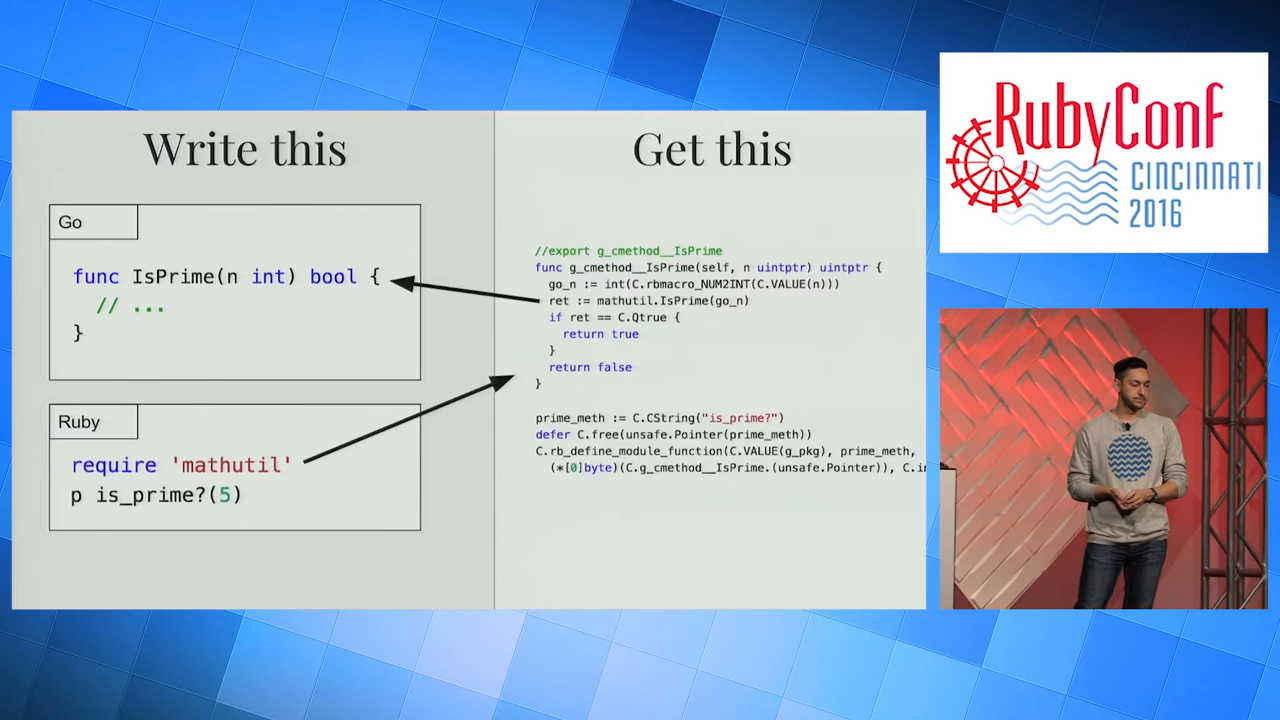 Write this
Go
func IsPrime(n int) bool {
// ...
}
Ruby
require 'mathutil'
p is_prime?(5)
Get this
//export g_cmethod__IsPrime
func g_cmethod__IsPrime(self, n uintptr) uintptr {
go_n := int(C.rbmacro_NUM2INT(C.VALUE(n)))
ret := mathutil.IsPrime(go_n)
if ret == C.Qtrue {
return true
}
return false
}
prime_meth := C.CString("is_prime?")
defer C.free(unsafe.Pointer(prime_meth))
C.rb_define_module_function(C.VALUE(g_pkg), prime_meth,
(*[0]byte)(C.g_cmethod__IsPrime.(unsafe.Pointer)), C.i
RubyConf
CINCINNATI
2016